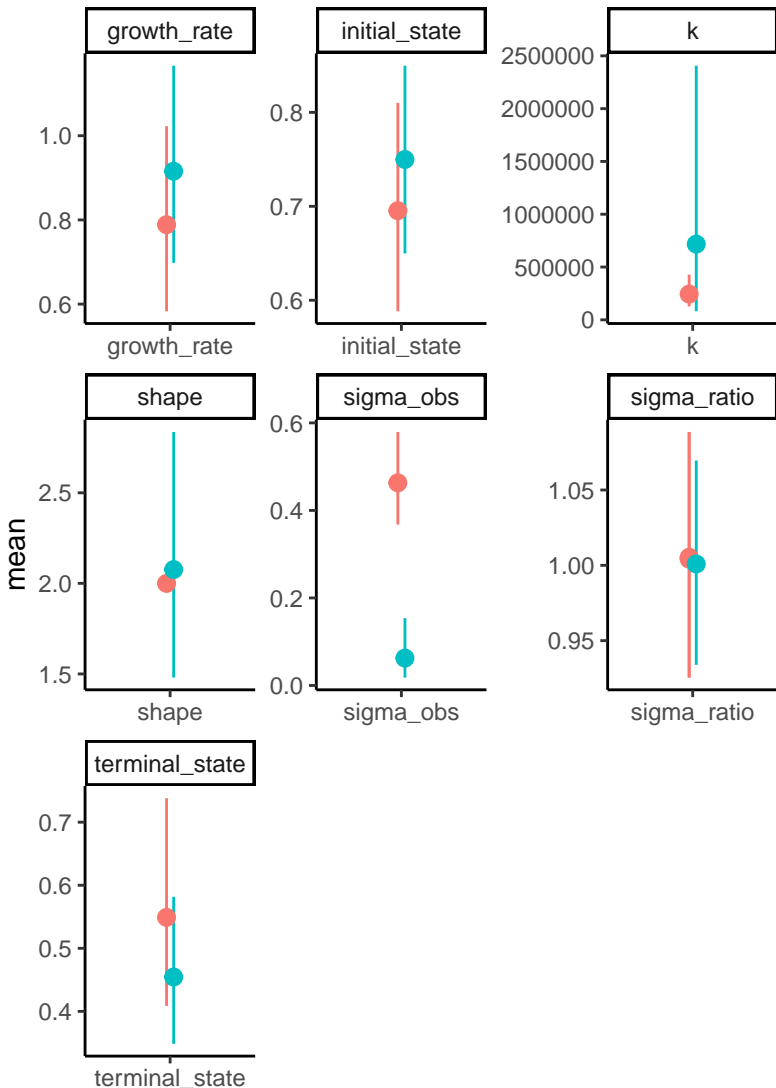 growth_rate
initial_state
k
1.0
0.8
0.6
0.8
0.7
0.6
2500000
2000000
1500000
1000000
500000
0
growth_rate
initial_state
k
shape
sigma_obs
sigma_ratio
mean
2.5
2.0
1.5
0.6
0.4
0.2
0.0
1.05
1.00
0.95
shape
sigma_obs
sigma_ratio
terminal_state
0.7
0.6
0.5
0.4
terminal_state